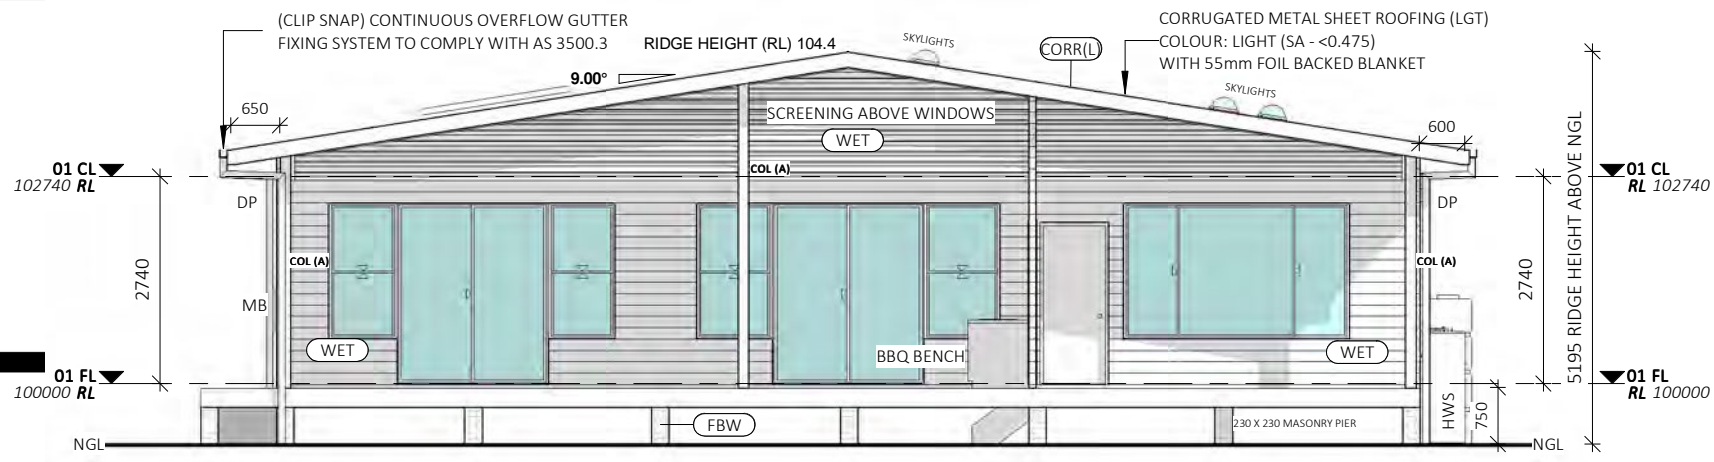 (CLIP SNAP) CONTINUOUS OVERFLOW GUTTER
FIXING SYSTEM TO COMPLY WITH AS 3500.3
RIDGE HEIGHT (RL) 104.4
SKYLIGHTS
CORR(L)
CORRUGATED METAL SHEET ROOFING (LGT)
COLOUR: LIGHT (SA - <0.475)
WITH 55mm FOIL BACKED BLANKET
9.00°
SKYLIGHTS
650
SCREENING ABOVE WINDOWS
WET
600
01 CL
102740 RL
COL (A)
01 CL
RL 102740
DP
DP
COL (A)
COL (A)
2740
2740
5195 RIDGE HEIGHT ABOVE NGL
MB
WET
BBQ BENCH
WET
01 FL
100000 RL
01 FL
RL 100000
HWS
750
FBW
230 X 230 MASONRY PIER
NGL
NGL